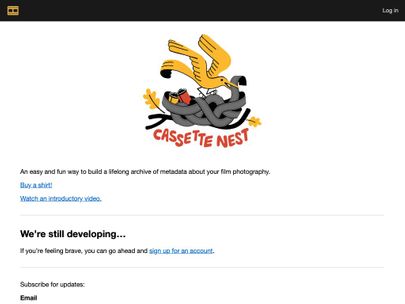 Log in
CASSETTE NEST
An easy and fun way to build a lifelong archive of metadata about your film photography.
Buy a shirt!
Watch an introductory video.
We're still developing...
If you're feeling brave, you can go ahead and sign up for an account.
Subscribe for updates:
Email